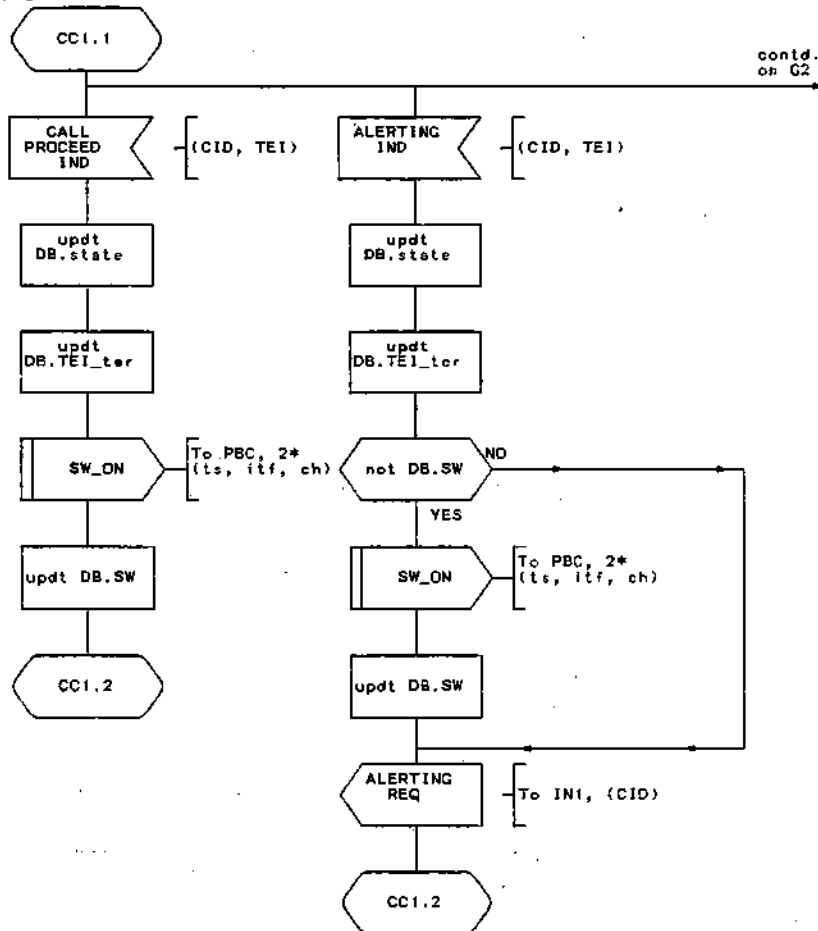 CC1.1
contd.
on G2
CALL
PROCEED
IND
(CID, TEI)
ALERTING
IND
(CID, TEI)
updt
DB.state
updt
DB.state
updt
DB.TEI_ter
updt
DB.TEI_ter
SW_ON
To PBC, 2*
(ts, itf, ch)
not DB.SW
NO
YES
updt DB.SW
SW_ON
To PBC, 2*
(ts, itf, ch)
CC1.2
updt DB.SW
ALERTING
REQ
To IN1, (CID)
CC1.2